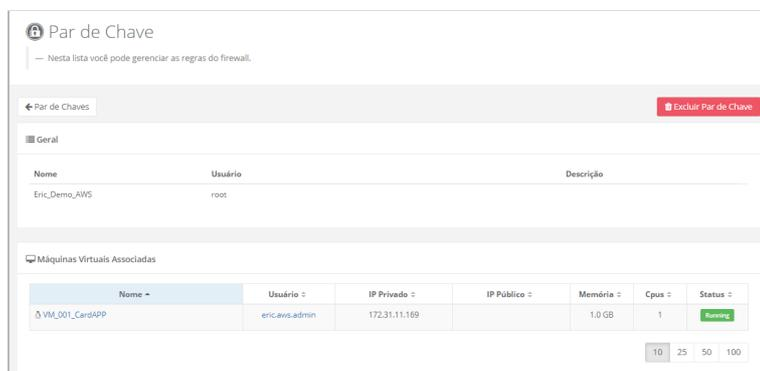 Par de Chave
— Nesta lista você pode gerenciar as regras do firewall.
Par de Chaves
Excluir Par de Chave
Geral
Nome Usuário Descrição
Eric_Demo_AWS root
Máquinas Virtuais Associadas
Nome Usuário IP Privado IP Público Memória Cpus Status
VM_001_CardAPP eric.aws.admin 172.31.11.169 1.0 GB 1 Running
10 25 50 100